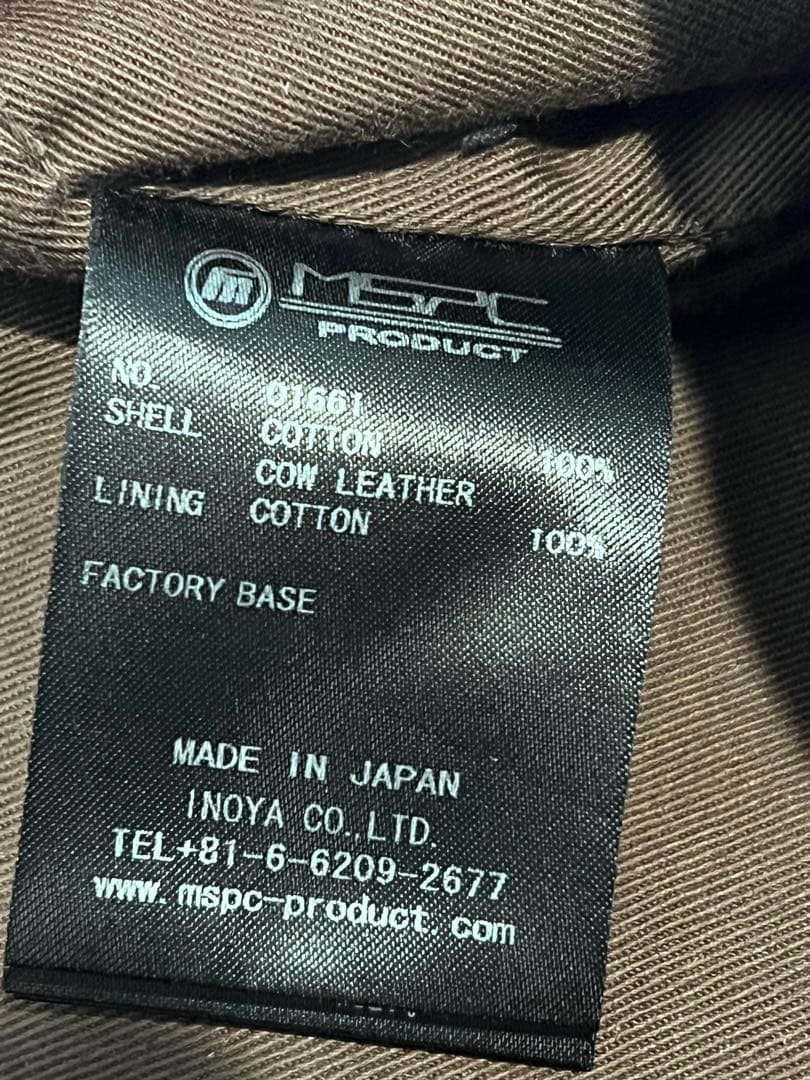 m MSPC
PRODUCT
NO. 01661
SHELL COTTON 100%
COW LEATHER
LINING COTTON 100%
FACTORY BASE
MADE IN JAPAN
INOYA CO.,LTD.
TEL+81-6-6209-2677
www.mspc-product.com